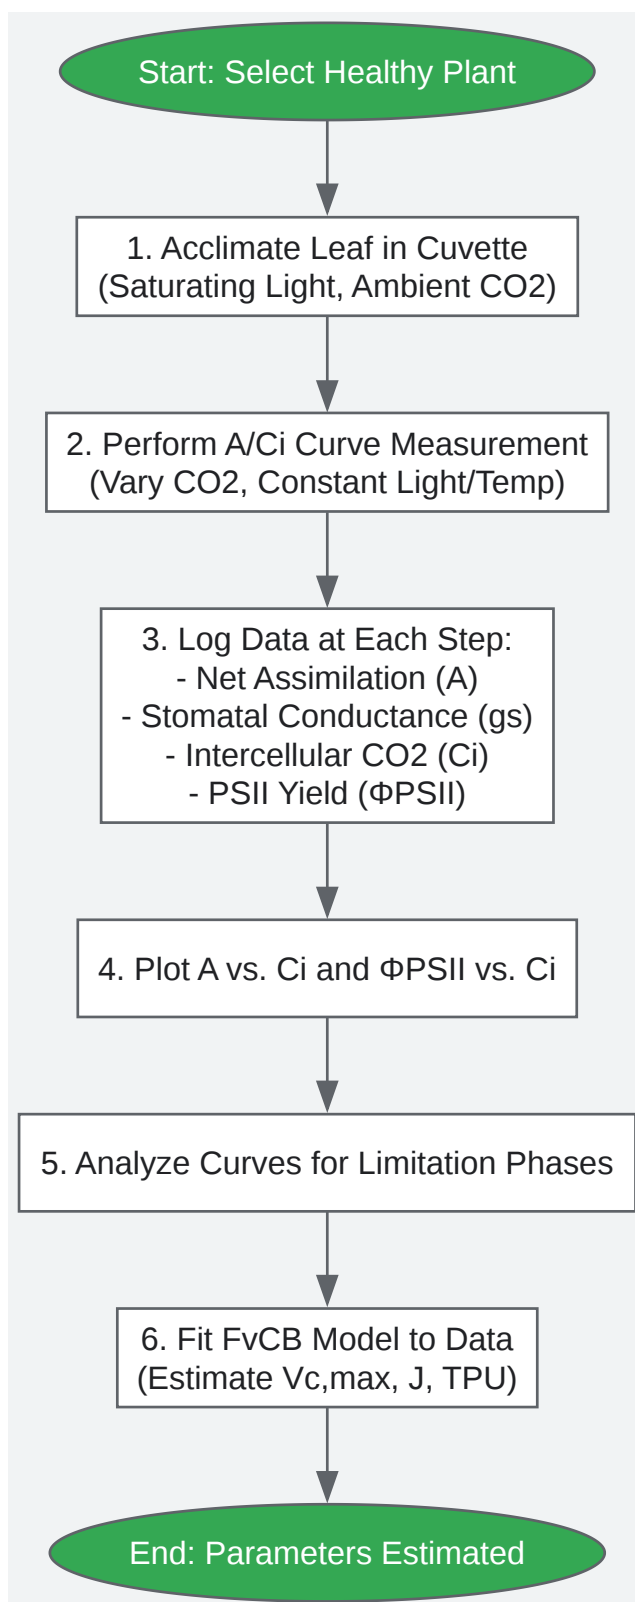 Start: Select Healthy Plant
1. Acclimate Leaf in Cuvette
(Saturating Light, Ambient CO2)
2. Perform A/Ci Curve Measurement
(Vary CO2, Constant Light/Temp)
3. Log Data at Each Step:
- Net Assimilation (A)
- Stomatal Conductance (gs)
- Intercellular CO2 (Ci)
- PSII Yield (ΦPSII)
4. Plot A vs. Ci and ΦPSII vs. Ci
5. Analyze Curves for Limitation Phases
6. Fit FvCB Model to Data
(Estimate Vc,max, J, TPU)
End: Parameters Estimated